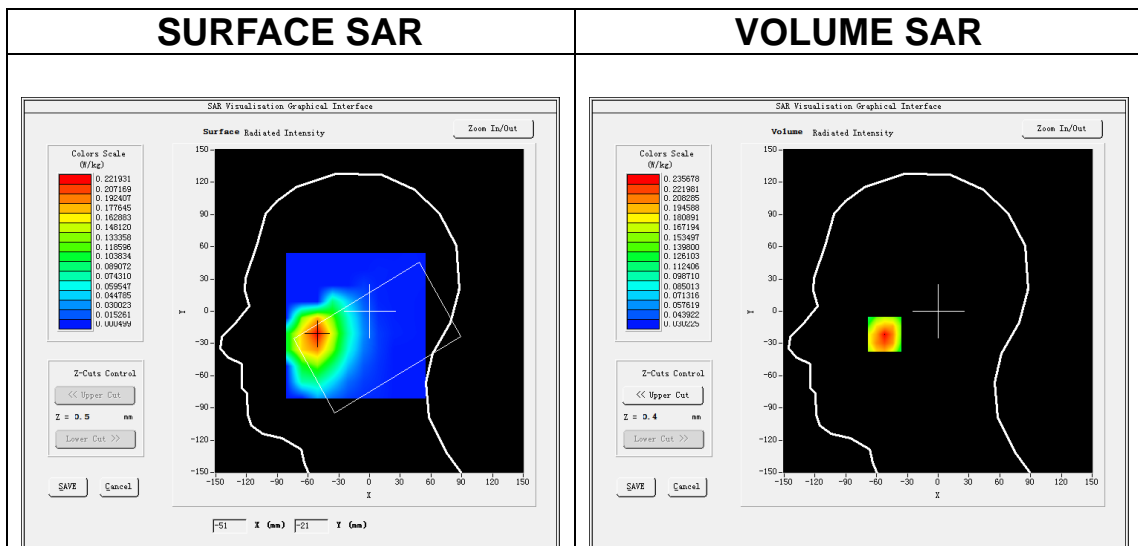 SURFACE SAR
VOLUME SAR
SAR Visualisation Graphical Interface
Surface Radiated Intensity
Zoom In/Out
Colors Scale
(W/kg)
0.221931
0.207169
0.192407
0.177645
0.162883
0.148120
0.133358
0.118596
0.103834
0.089072
0.074310
0.059547
0.044785
0.030023
0.015261
0.000499
Z-Cuts Control
<< Upper Cut
Z = 0.5 mm
Lower Cut >>
SAVE
Cancel
150
120
90
60
30
0
-30
-60
-90
-120
-150
Y
-150 -120 -90 -60 -30 0 30 60 90 120 150
X
-51 X (mm) -21 Y (mm)
SAR Visualisation Graphical Interface
Volume Radiated Intensity
Zoom In/Out
Colors Scale
(W/kg)
0.235678
0.221981
0.208285
0.194588
0.180891
0.167194
0.153497
0.139800
0.126103
0.112406
0.098710
0.085013
0.071316
0.057619
0.043922
0.030225
Z-Cuts Control
<< Upper Cut
Z = 0.4 mm
Lower Cut >>
SAVE
Cancel
150
120
90
60
30
0
-30
-60
-90
-120
-150
Y
-150 -120 -90 -60 -30 0 30 60 90 120 150
X